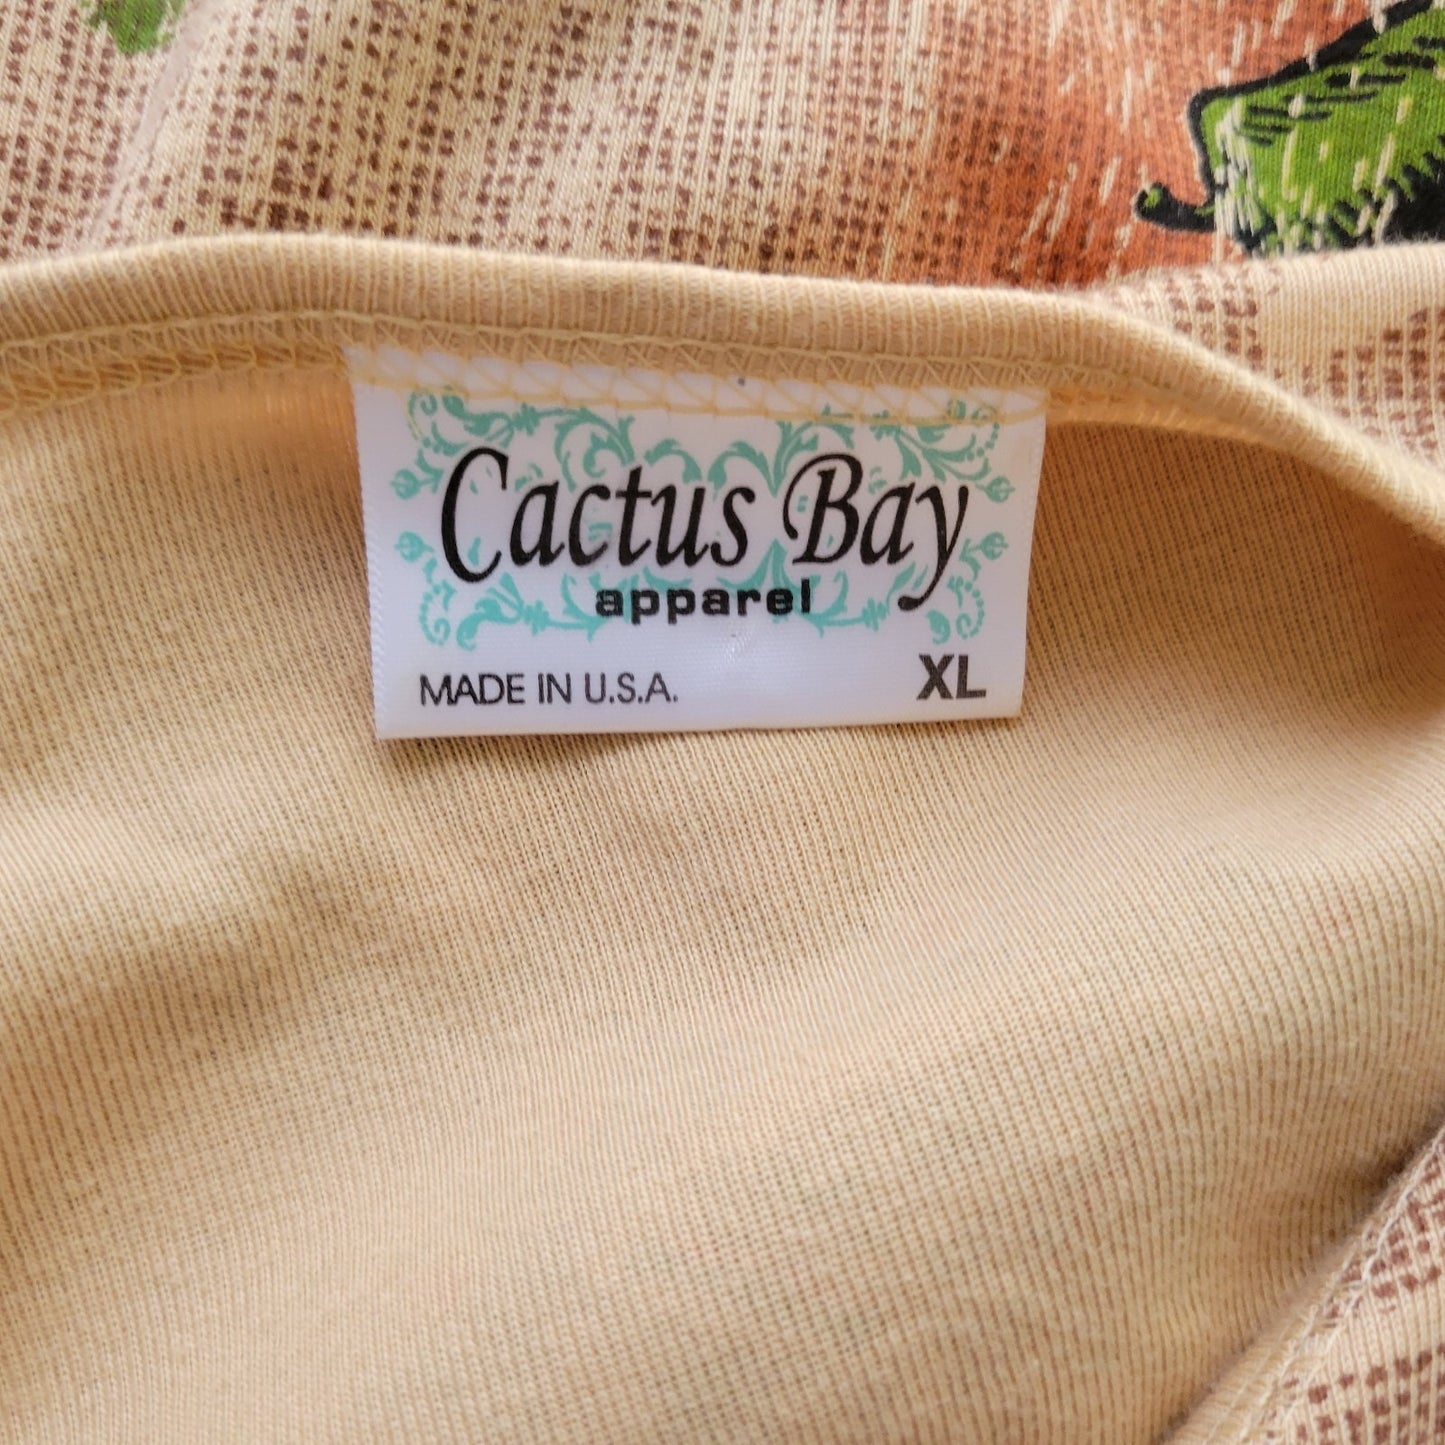 Cactus Bay
apparel
MADE IN U.S.A. XL